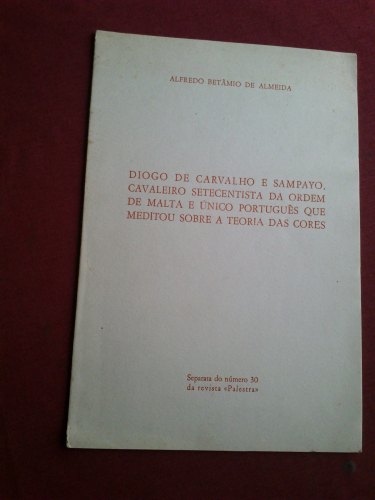 ALFREDO BETÂMIO DE ALMEIDA
DIOGO DE CARVALHO E SAMPAYO,
CAVALEIRO SETECENTISTA DA ORDEM
DE MALTA E ÚNICO PORTUGUÊS QUE
MEDITOU SOBRE A TEORIA DAS CORES
Separata do número 30
da revista «Palestra»